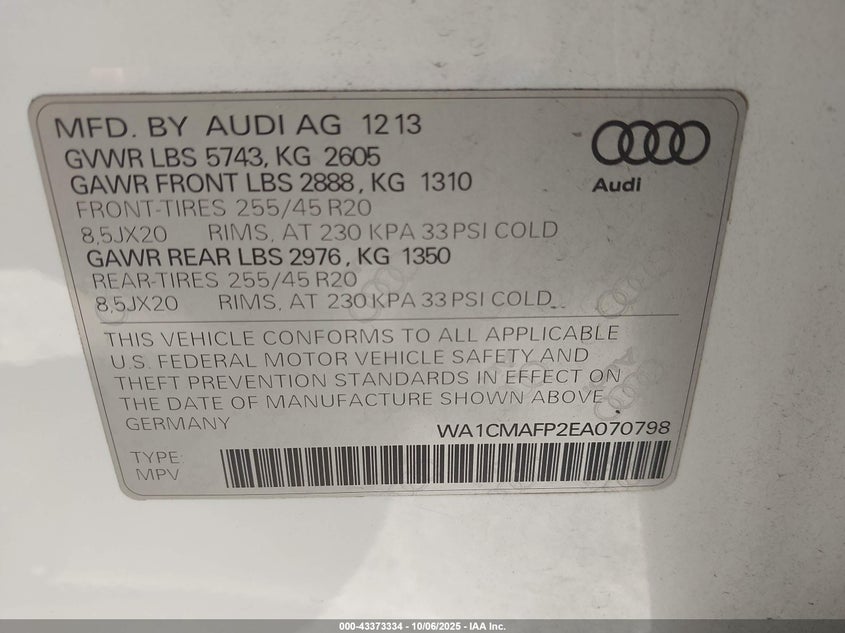 MFD. BY AUDI AG 12 13
GVWR LBS 5743, KG 2605
GAWR FRONT LBS 2888, KG 1310
FRONT-TIRES 255/45 R20
8,5JX20 RIMS, AT 230 KPA 33 PSI COLD
GAWR REAR LBS 2976, KG 1350
REAR-TIRES 255/45 R20
8,5JX20 RIMS, AT 230 KPA 33 PSI COLD
Audi
THIS VEHICLE CONFORMS TO ALL APPLICABLE
U.S. FEDERAL MOTOR VEHICLE SAFETY AND
THEFT PREVENTION STANDARDS IN EFFECT ON
THE DATE OF MANUFACTURE SHOWN ABOVE
GERMANY
WA1CMAFP2EA070798
TYPE:
MPV
000-43373334 - 10/06/2025 - IAA Inc.